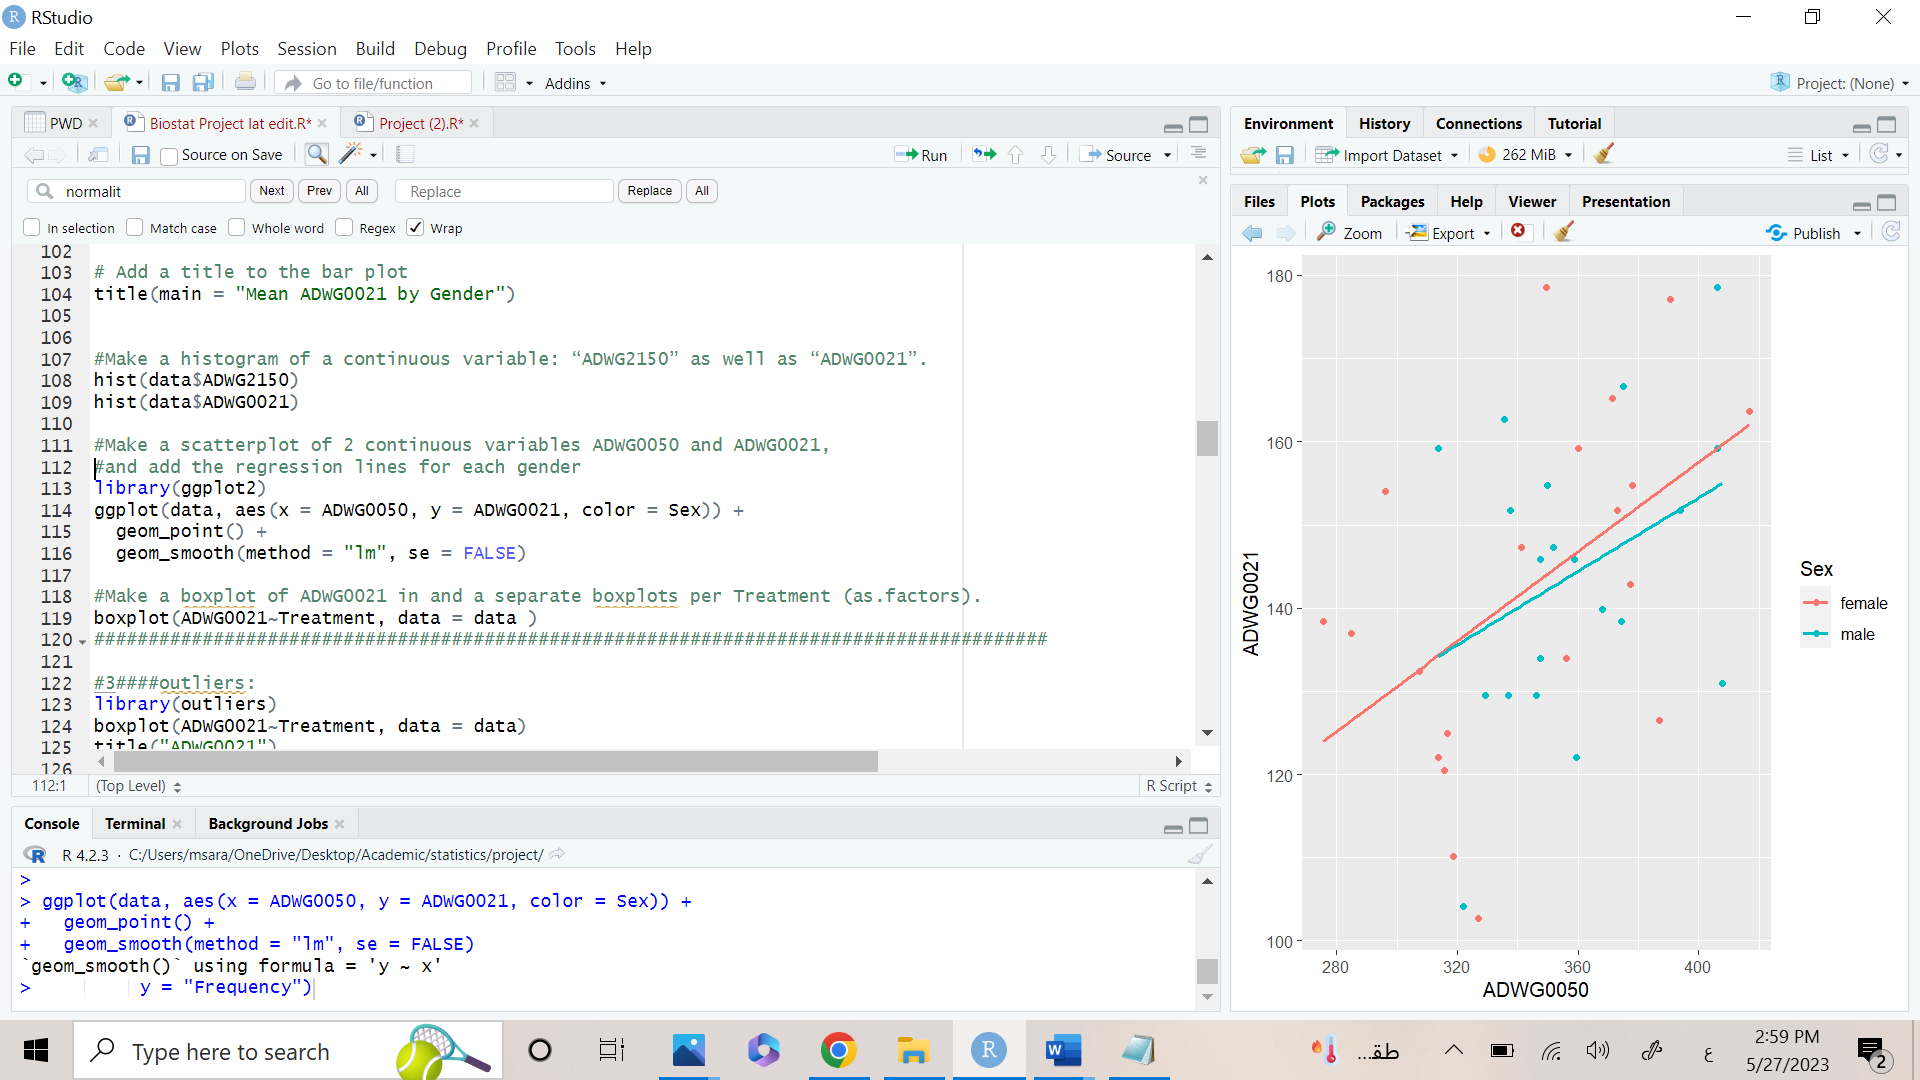 RStudio
File Edit Code View Plots Session Build Debug Profile Tools Help
Go to file/function Addins Project: (None)
PWD Biostat Project lat edit.R* Project (2).R*
Source on Save Run Source
normalit Next Prev All Replace Replace All
In selection Match case Whole word Regex Wrap
102
103 # Add a title to the bar plot
104 title(main = "Mean ADWG0021 by Gender")
105
106
107 #Make a histogram of a continuous variable: “ADWG2150” as well as “ADWG0021”.
108 hist(data$ADWG2150)
109 hist(data$ADWG0021)
110
111 #Make a scatterplot of 2 continuous variables ADWG0050 and ADWG0021,
112 #and add the regression lines for each gender
113 library(ggplot2)
114 ggplot(data, aes(x = ADWG0050, y = ADWG0021, color = Sex)) +
115 geom_point() +
116 geom_smooth(method = "lm", se = FALSE)
117
118 #Make a boxplot of ADWG0021 in and a separate boxplots per Treatment (as.factors).
119 boxplot(ADWG0021~Treatment, data = data )
120 ########################################################################################
121
122 #3####outliers:
123 library(outliers)
124 boxplot(ADWG0021~Treatment, data = data)
125 title("ADWG0021")
126
112:1 (Top Level) R Script
Console Terminal Background Jobs
R 4.2.3 · C:/Users/msara/OneDrive/Desktop/Academic/statistics/project/
>
> ggplot(data, aes(x = ADWG0050, y = ADWG0021, color = Sex)) +
+ geom_point() +
+ geom_smooth(method = "lm", se = FALSE)
`geom_smooth()` using formula = 'y ~ x'
> y = "Frequency")
Environment History Connections Tutorial
Import Dataset 262 MiB List
Files Plots Packages Help Viewer Presentation
Zoom Export Publish
180
160
140
120
100
ADWG0021
280 320 360 400
ADWG0050
Sex
female
male
Type here to search
طقـ...
ع
2:59 PM
5/27/2023
2